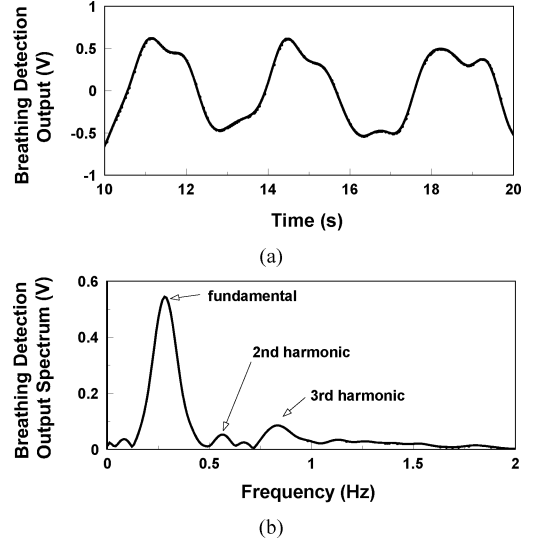 Breathing Detection
Output (V)
1
0.5
0
-0.5
-1
10 12 14 16 18 20
Time (s)
(a)
Breathing Detection
Output Spectrum (V)
0.6
0.4
0.2
0
fundamental
2nd harmonic
3rd harmonic
0 0.5 1 1.5 2
Frequency (Hz)
(b)